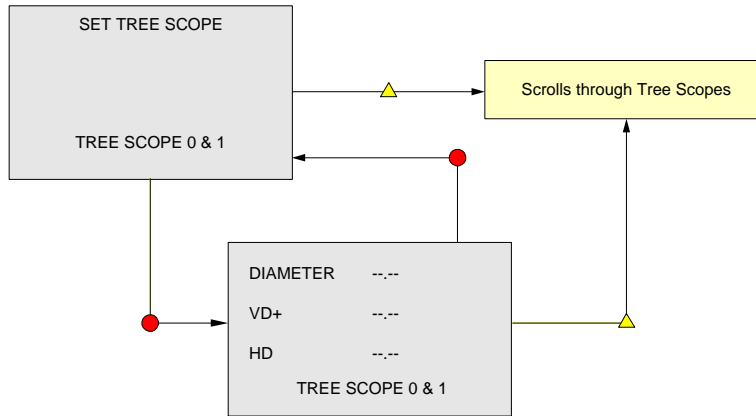 SET TREE SCOPE
TREE SCOPE 0 & 1
Scrolls through Tree Scopes
DIAMETER --.--
VD+ --.--
HD --.--
TREE SCOPE 0 & 1